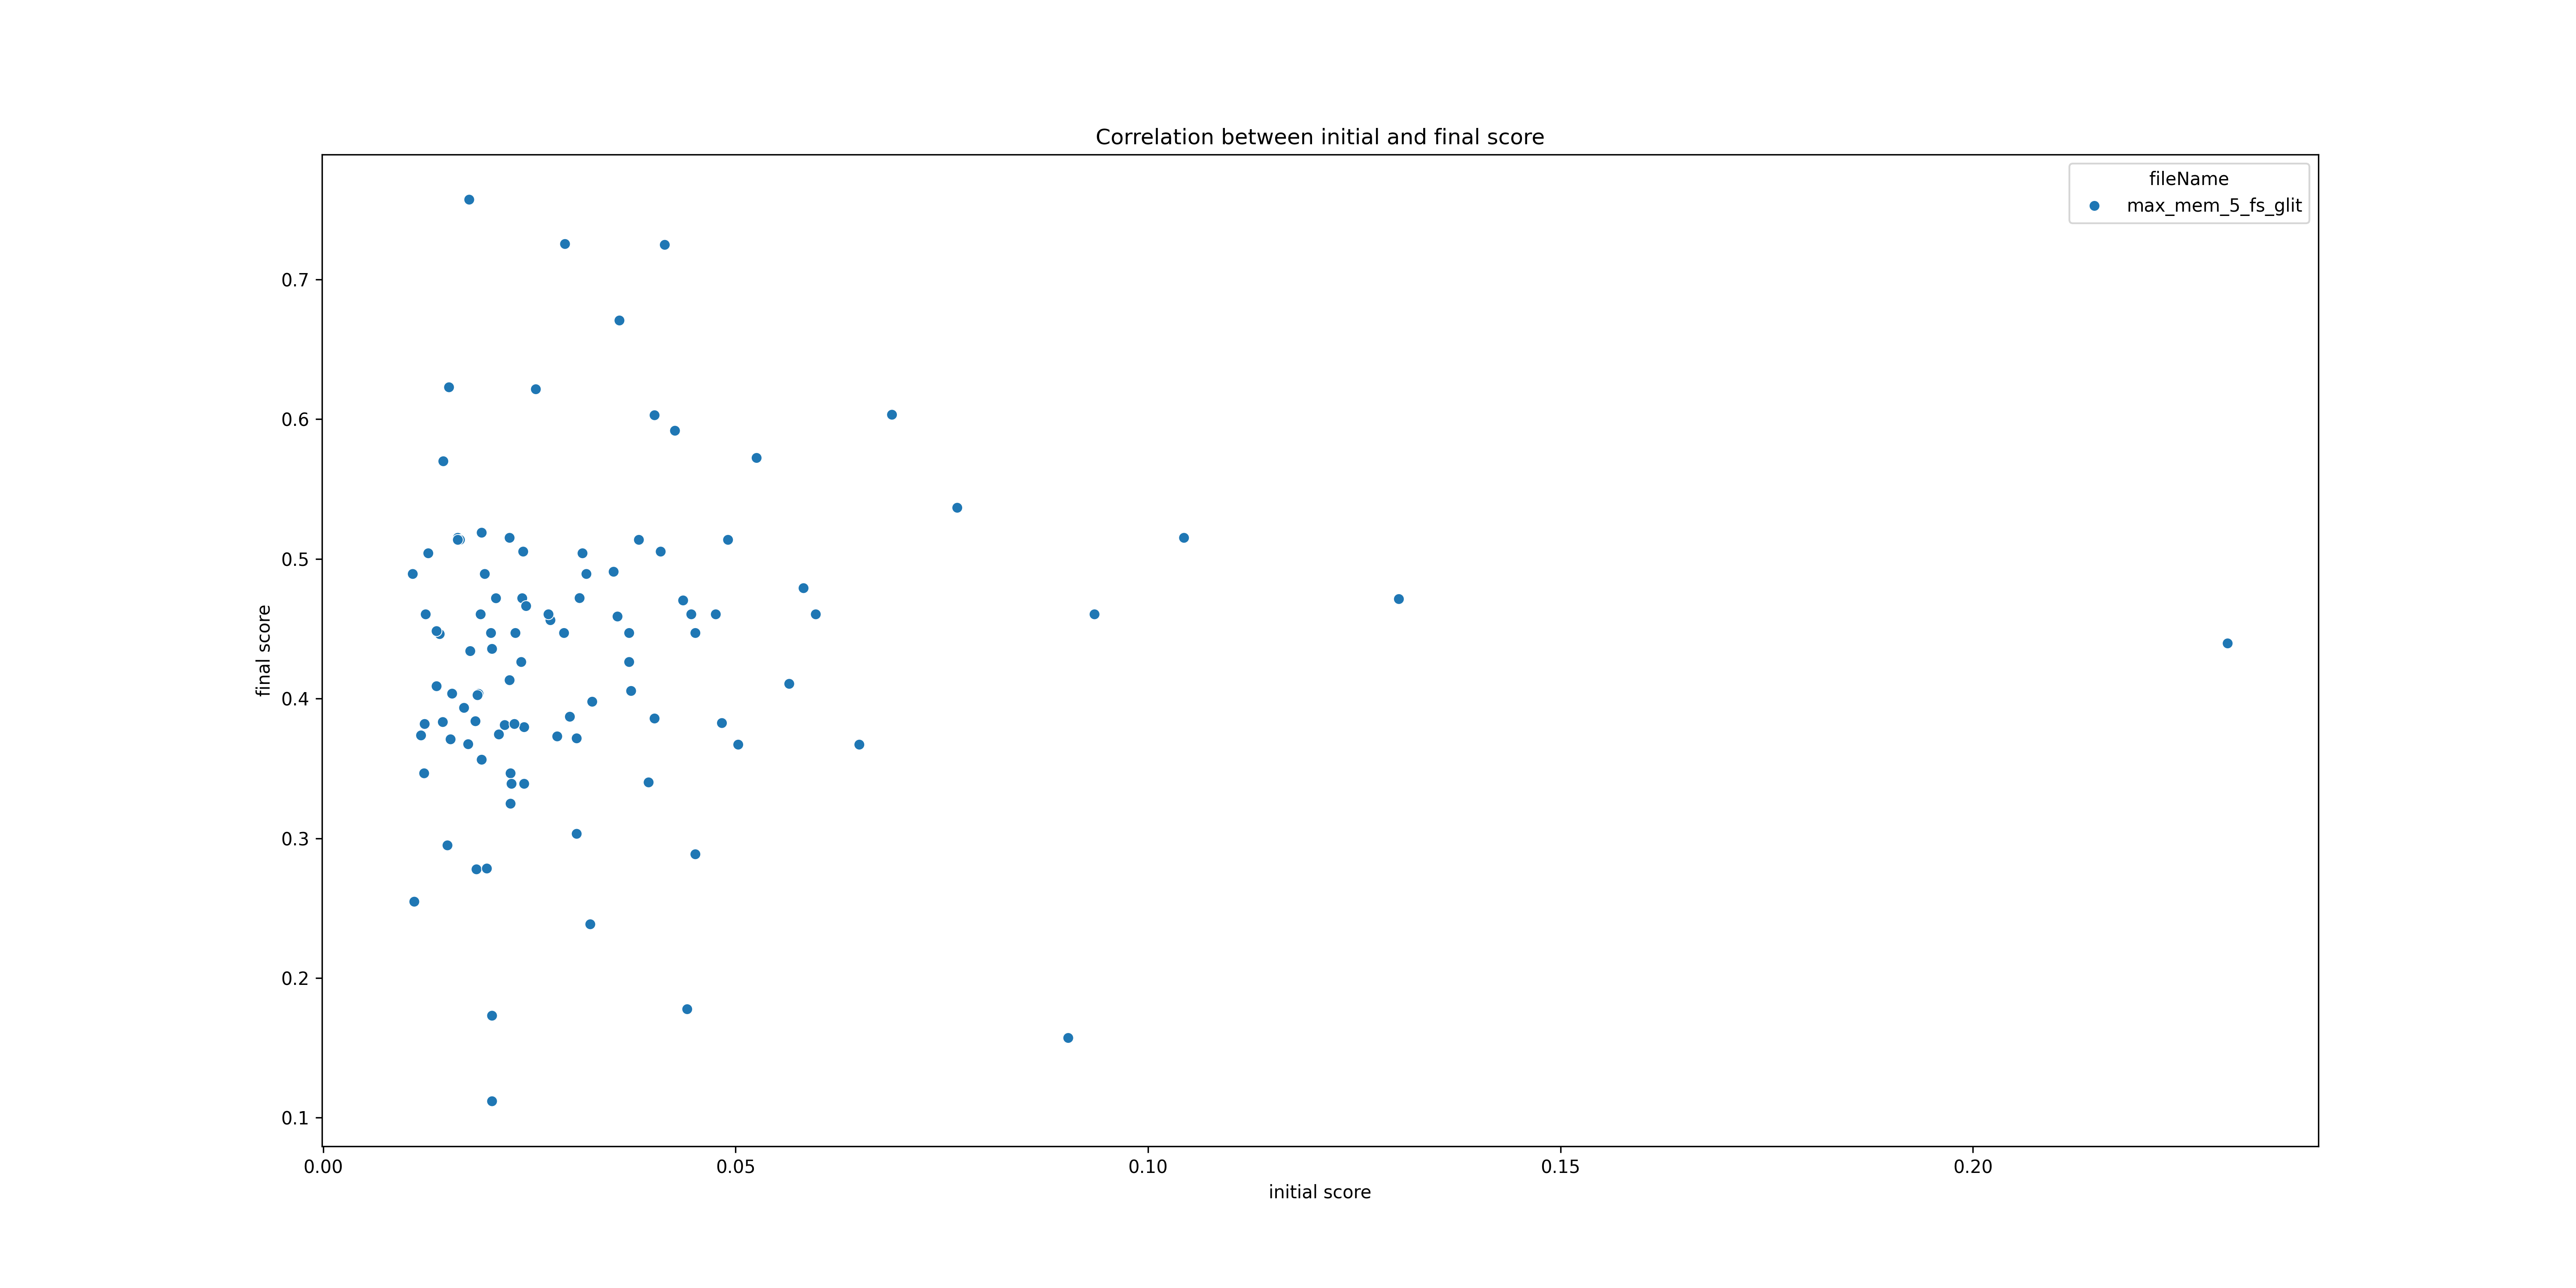 Correlation between initial and final score
fileName
max_mem_5_fs_glit
0.7
0.6
0.5
0.4
0.3
0.2
0.1
final score
0.00 0.05 0.10 0.15 0.20
initial score